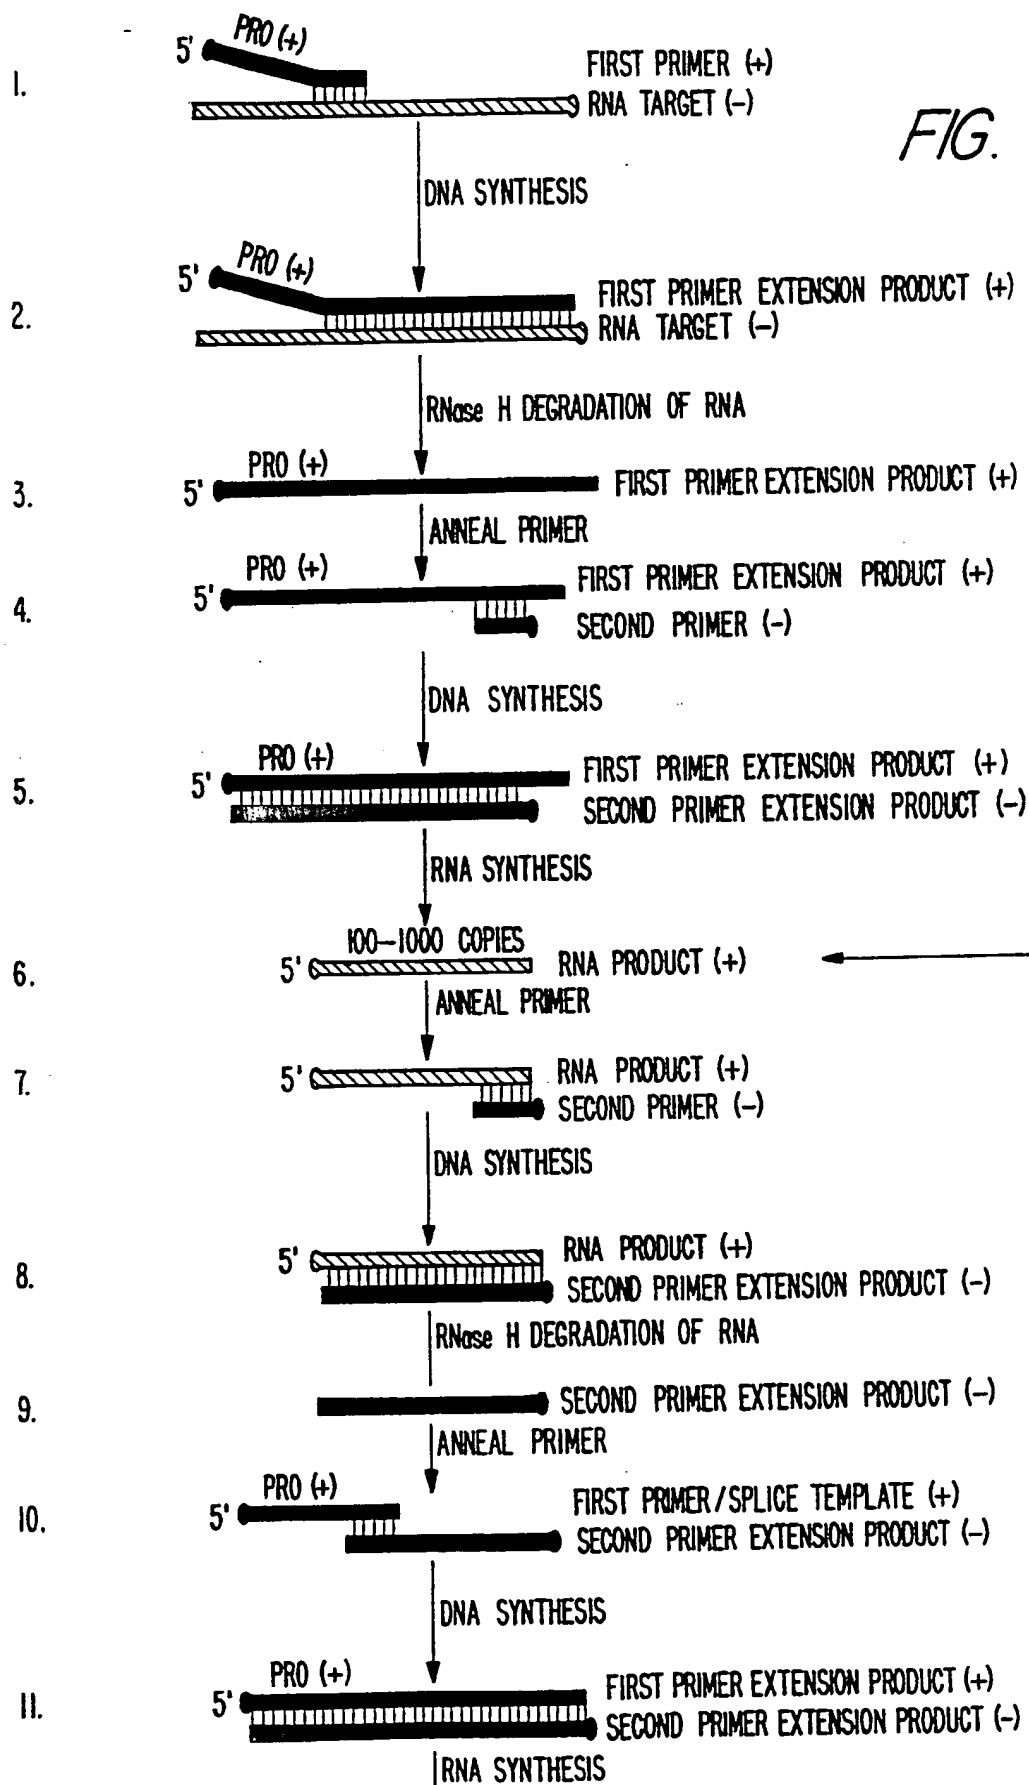 5' PRO (+)
1.
FIRST PRIMER (+)
RNA TARGET (-)
FIG.
DNA SYNTHESIS
5' PRO (+)
2.
FIRST PRIMER EXTENSION PRODUCT (+)
RNA TARGET (-)
RNase H DEGRADATION OF RNA
PRO (+)
3.
5'
FIRST PRIMER EXTENSION PRODUCT (+)
ANNEAL PRIMER
PRO (+)
4.
5'
FIRST PRIMER EXTENSION PRODUCT (+)
SECOND PRIMER (-)
DNA SYNTHESIS
PRO (+)
5.
5'
FIRST PRIMER EXTENSION PRODUCT (+)
SECOND PRIMER EXTENSION PRODUCT (-)
RNA SYNTHESIS
100-1000 COPIES
6.
5'
RNA PRODUCT (+)
ANNEAL PRIMER
7.
5'
RNA PRODUCT (+)
SECOND PRIMER (-)
DNA SYNTHESIS
8.
5'
RNA PRODUCT (+)
SECOND PRIMER EXTENSION PRODUCT (-)
RNase H DEGRADATION OF RNA
9.
SECOND PRIMER EXTENSION PRODUCT (-)
ANNEAL PRIMER
PRO (+)
10.
5'
FIRST PRIMER/SPLICE TEMPLATE (+)
SECOND PRIMER EXTENSION PRODUCT (-)
DNA SYNTHESIS
PRO (+)
11.
5'
FIRST PRIMER EXTENSION PRODUCT (+)
SECOND PRIMER EXTENSION PRODUCT (-)
RNA SYNTHESIS